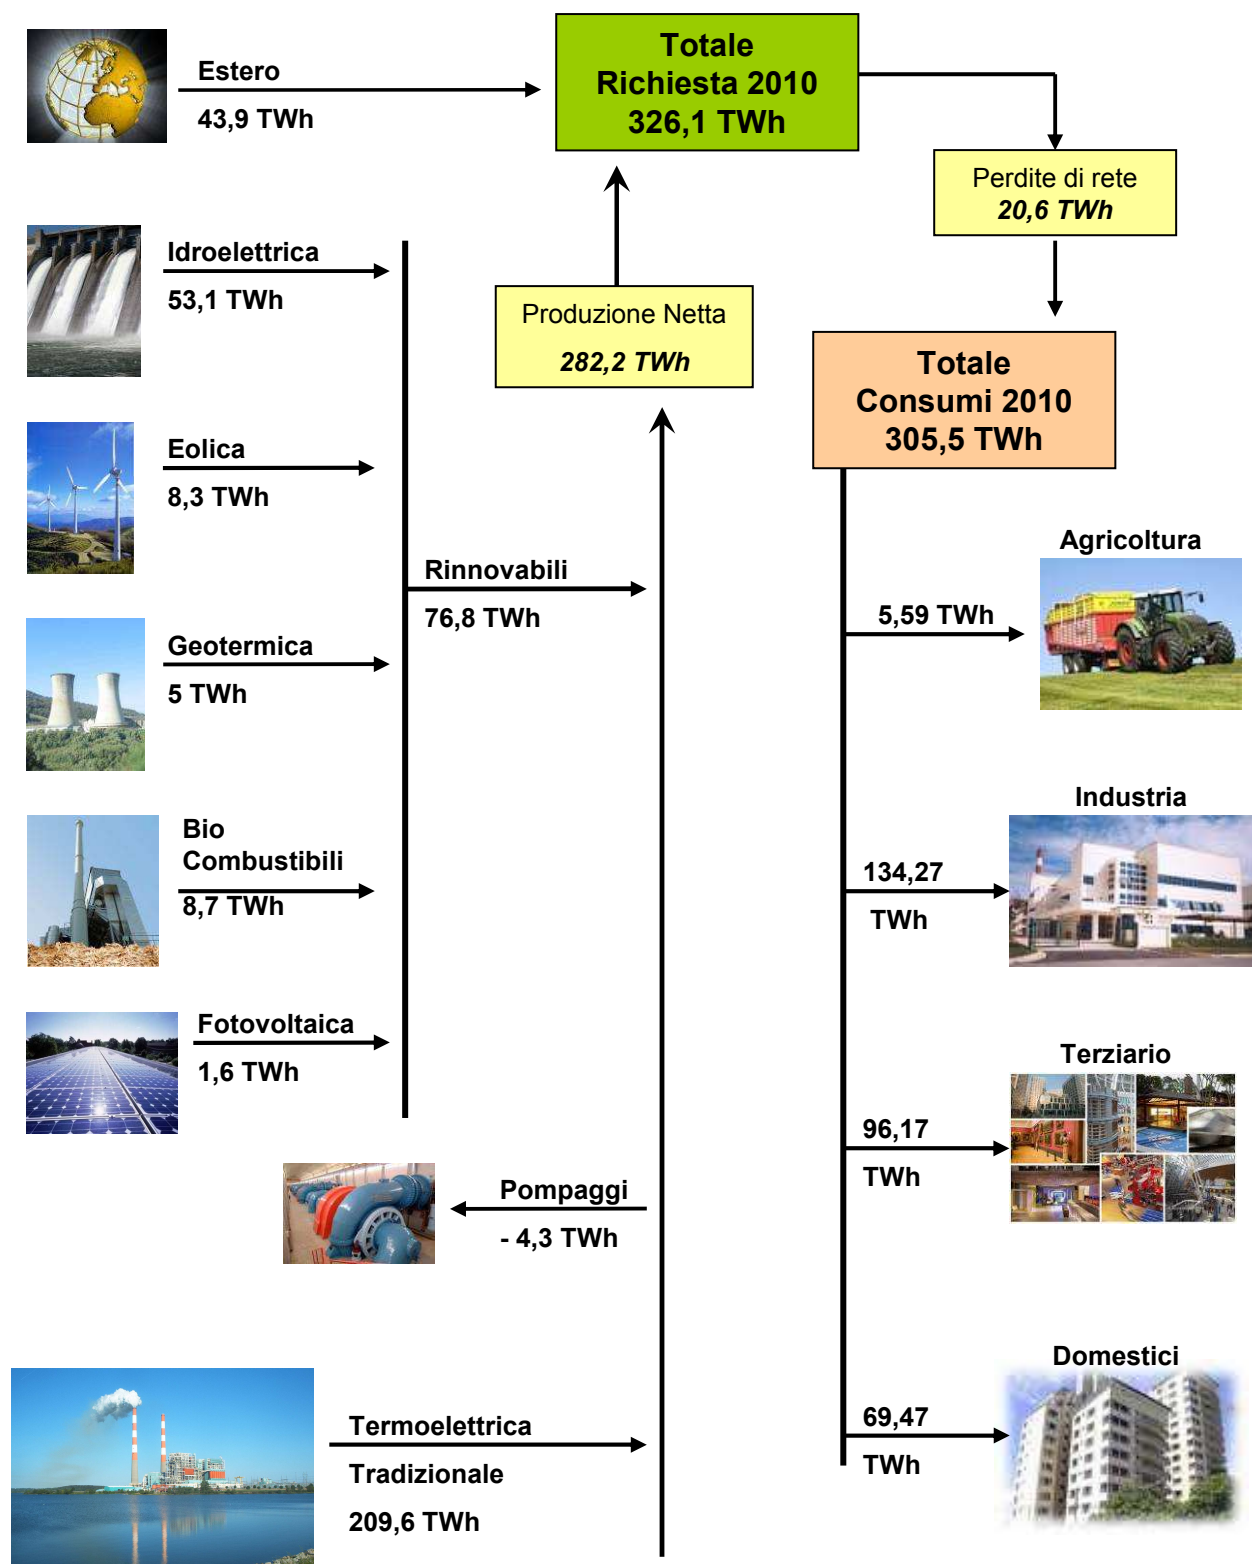 Estero
43,9 TWh
Totale
Richiesta 2010
326,1 TWh
Perdite di rete
20,6 TWh
Idroelettrica
53,1 TWh
Produzione Netta
282,2 TWh
Totale
Consumi 2010
305,5 TWh
Eolica
8,3 TWh
Rinnovabili
76,8 TWh
Geotermica
5 TWh
Bio
Combustibili
8,7 TWh
Fotovoltaica
1,6 TWh
Pompaggi
- 4,3 TWh
Termoelettrica
Tradizionale
209,6 TWh
Agricoltura
5,59 TWh
Industria
134,27
TWh
Terziario
96,17
TWh
Domestici
69,47
TWh